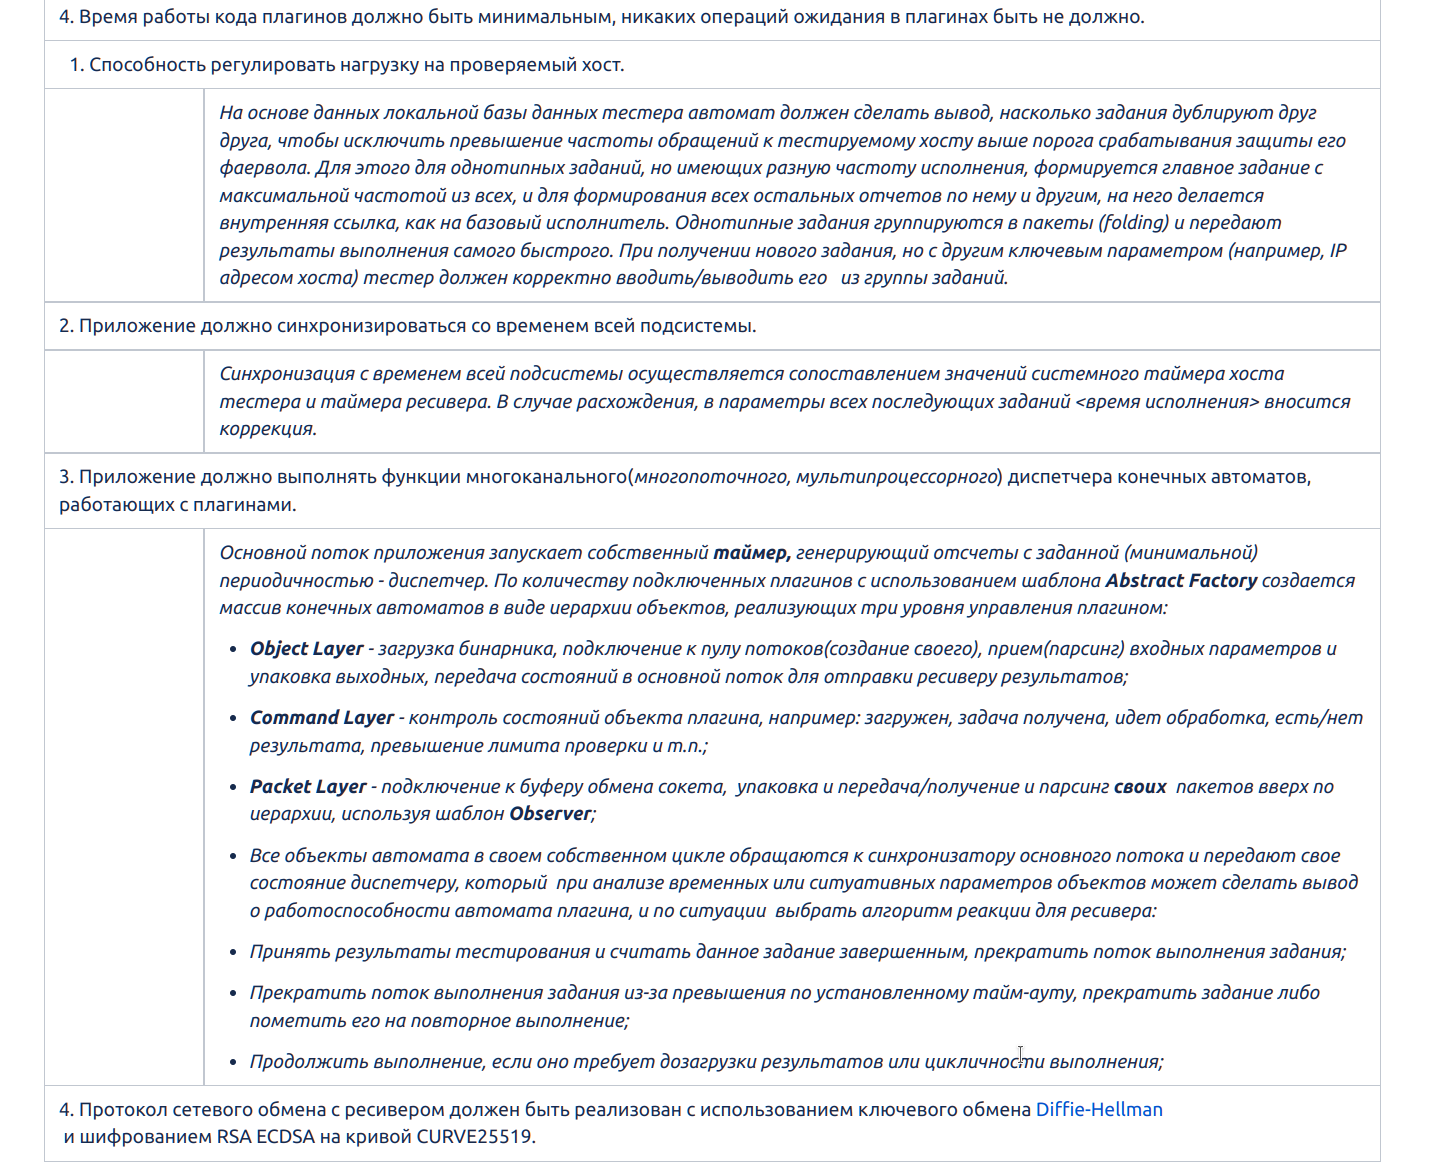 4. Время работы кода плагинов должно быть минимальным, никаких операций ожидания в плагинах быть не должно.
1. Способность регулировать нагрузку на проверяемый хост.
На основе данных локальной базы данных тестера автомат должен сделать вывод, насколько задания дублируют друг
друга, чтобы исключить превышение частоты обращений к тестируемому хосту выше порога срабатывания защиты его
фаервола. Для этого для однотипных заданий, но имеющих разную частоту исполнения, формируется главное задание с
максимальной частотой из всех, и для формирования всех остальных отчетов по нему и другим, на него делается
внутренняя ссылка, как на базовый исполнитель. Однотипные задания группируются в пакеты (folding) и передают
результаты выполнения самого быстрого. При получении нового задания, но с другим ключевым параметром (например, IP
адресом хоста) тестер должен корректно вводить/выводить его из группы заданий.
2. Приложение должно синхронизироваться со временем всей подсистемы.
Синхронизация с временем всей подсистемы осуществляется сопоставлением значений системного таймера хоста
тестера и таймера ресивера. В случае расхождения, в параметры всех последующих заданий <время исполнения> вносится
коррекция.
3. Приложение должно выполнять функции многоканального(многопоточного, мультипроцессорного) диспетчера конечных автоматов,
работающих с плагинами.
Основной поток приложения запускает собственный таймер, генерирующий отсчеты с заданной (минимальной)
периодичностью - диспетчер. По количеству подключенных плагинов с использованием шаблона Abstract Factory создается
массив конечных автоматов в виде иерархии объектов, реализующих три уровня управления плагином:
• Object Layer - загрузка бинарника, подключение к пулу потоков(создание своего), прием(парсинг) входных параметров и
упаковка выходных, передача состояний в основной поток для отправки ресиверу результатов;
• Command Layer - контроль состояний объекта плагина, например: загружен, задача получена, идет обработка, есть/нет
результата, превышение лимита проверки и т.п.;
• Packet Layer - подключение к буферу обмена сокета, упаковка и передача/получение и парсинг своих пакетов вверх по
иерархии, используя шаблон Observer;
• Все объекты автомата в своем собственном цикле обращаются к синхронизатору основного потока и передают свое
состояние диспетчеру, который при анализе временных или ситуативных параметров объектов может сделать вывод
о работоспособности автомата плагина, и по ситуации выбрать алгоритм реакции для ресивера:
• Принять результаты тестирования и считать данное задание завершенным, прекратить поток выполнения задания;
• Прекратить поток выполнения задания из-за превышения по установленному тайм-ауту, прекратить задание либо
пометить его на повторное выполнение;
• Продолжить выполнение, если оно требует дозагрузки результатов или цикличности выполнения;
4. Протокол сетевого обмена с ресивером должен быть реализован с использованием ключевого обмена Diffie-Hellman
и шифрованием RSA ECDSA на кривой CURVE25519.